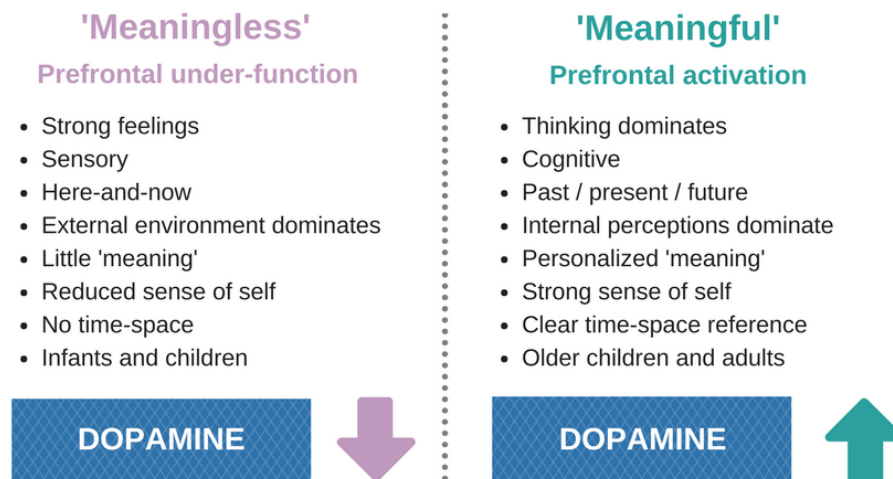 'Meaningless'
Prefrontal under-function
• Strong feelings
• Sensory
• Here-and-now
• External environment dominates
• Little 'meaning'
• Reduced sense of self
• No time-space
• Infants and children
DOPAMINE
'Meaningful'
Prefrontal activation
• Thinking dominates
• Cognitive
• Past / present / future
• Internal perceptions dominate
• Personalized 'meaning'
• Strong sense of self
• Clear time-space reference
• Older children and adults
DOPAMINE